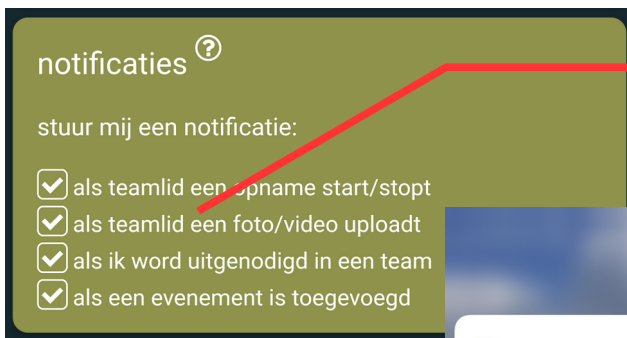 notificaties ?
stuur mij een notificatie:
als teamlid een opname start/stopt
als teamlid een foto/video uploadt
als ik word uitgenodigd in een team
als een evenement is toegevoegd